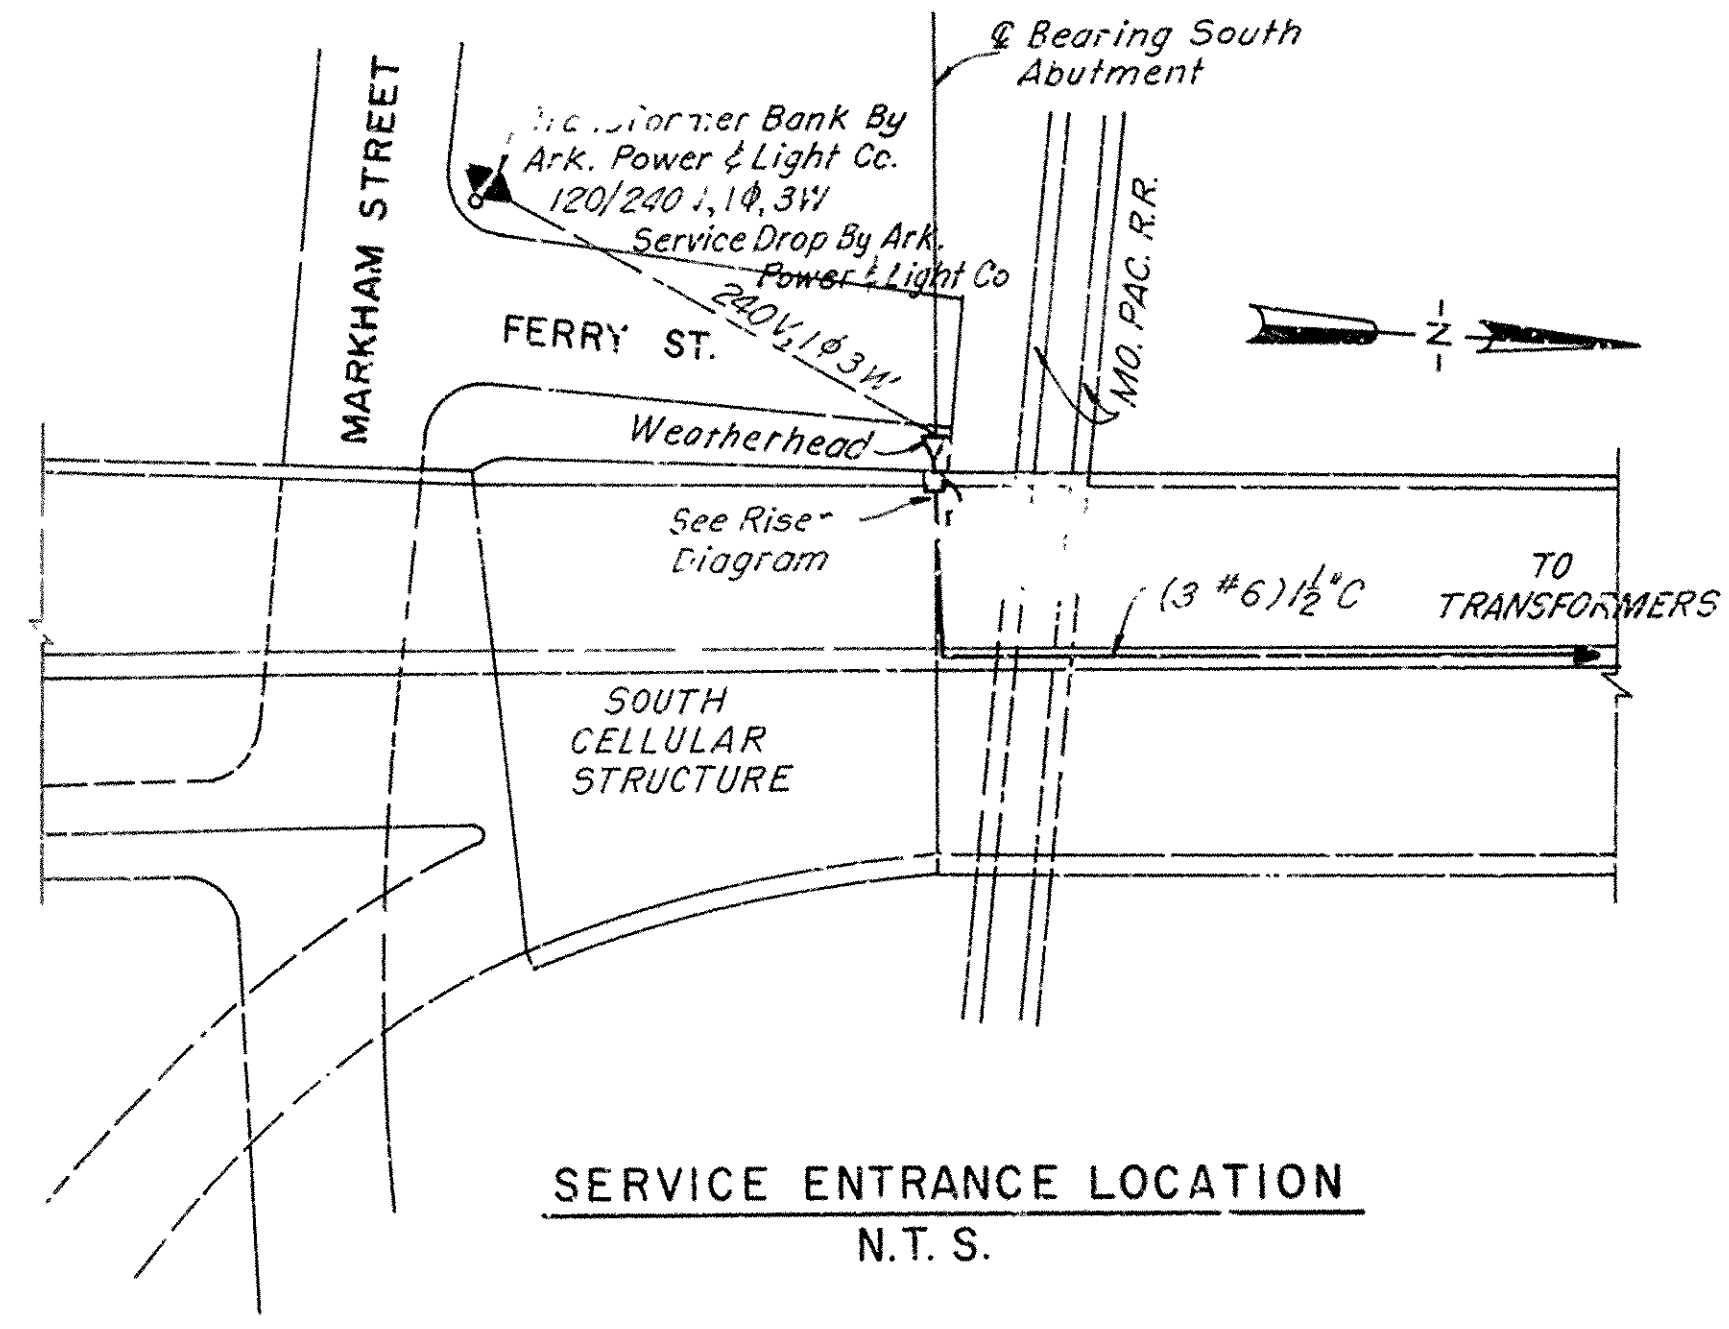 ℄ Bearing South
Abutment
Transformer Bank By
Ark. Power & Light Co.
120/240 V, 1ϕ, 3W
Service Drop By Ark.
Power & Light Co
240V, 1ϕ 3W
MARKHAM STREET
FERRY ST.
MO. PAC. R.R.
N
Weatherhead
See Riser
Diagram
(3 #6) 1½"C
TO
TRANSFORMERS
SOUTH
CELLULAR
STRUCTURE
SERVICE ENTRANCE LOCATION
N.T.S.